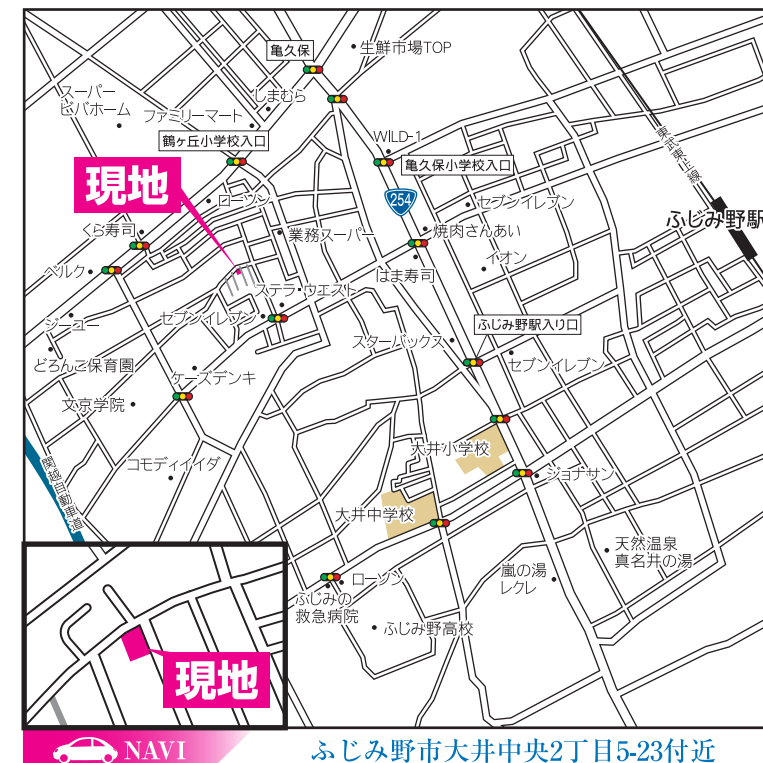 亀久保
生鮮市場TOP
スーパー
ビバホーム
しまむら
ファミリーマート
鶴ヶ丘小学校入口
WILD-1
亀久保小学校入口
東武東上線
現地
254
ローソン
セブンイレブン
ふじみ野駅
くら寿司
業務スーパー
焼肉さんあい
ベルク
はま寿司
イオン
ステラ・ウエスト
ジーユー
セブンイレブン
ふじみ野駅入り口
スターバックス
どろんこ保育園
セブンイレブン
ケーズデンキ
文京学院
大井小学校
コモディイイダ
関越自動車道
ジョナサン
大井中学校
天然温泉
真名井の湯
嵐の湯
レクレ
ローソン
ふじみの
救急病院
ふじみ野高校
現地
NAVI
ふじみ野市大井中央2丁目5-23付近